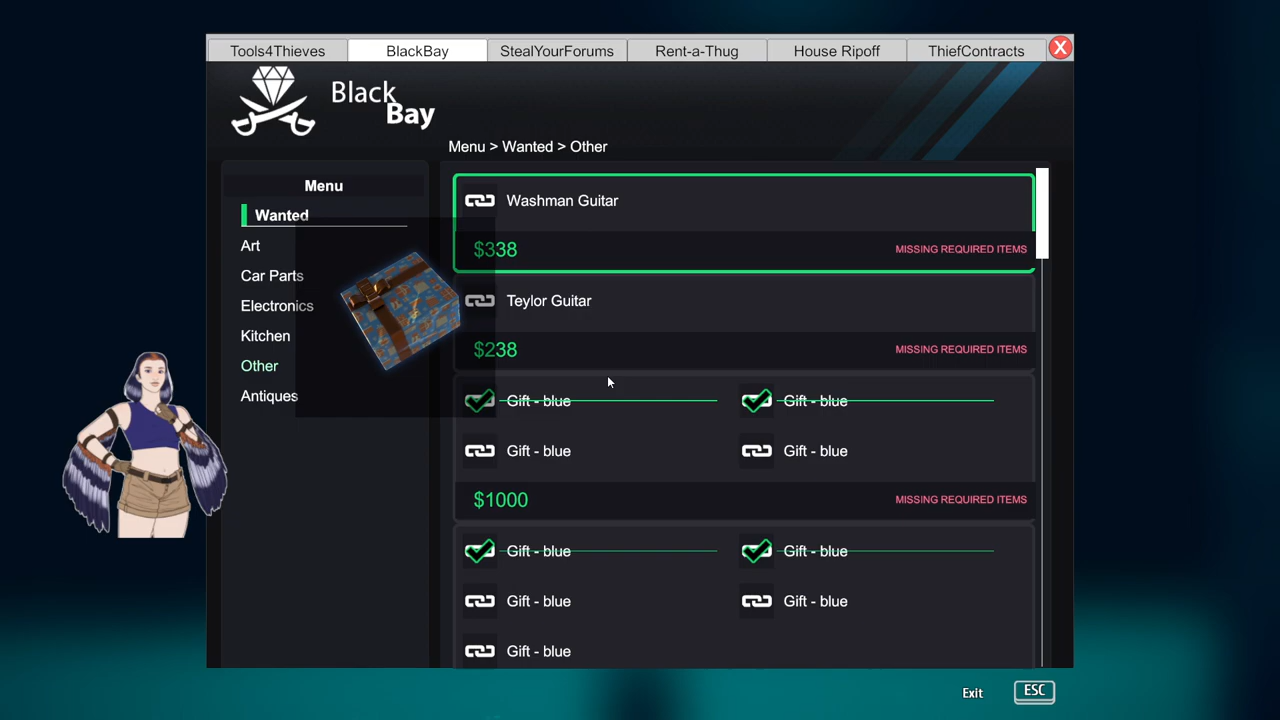 Tools4Thieves
BlackBay
StealYourForums
Rent-a-Thug
House Ripoff
ThiefContracts
X
Black
Bay
Menu > Wanted > Other
Menu
Wanted
Art
Car Parts
Electronics
Kitchen
Other
Antiques
Washman Guitar
$338 MISSING REQUIRED ITEMS
Teylor Guitar
$238 MISSING REQUIRED ITEMS
Gift - blue Gift - blue
Gift - blue Gift - blue
$1000 MISSING REQUIRED ITEMS
Gift - blue Gift - blue
Gift - blue Gift - blue
Gift - blue
Exit ESC